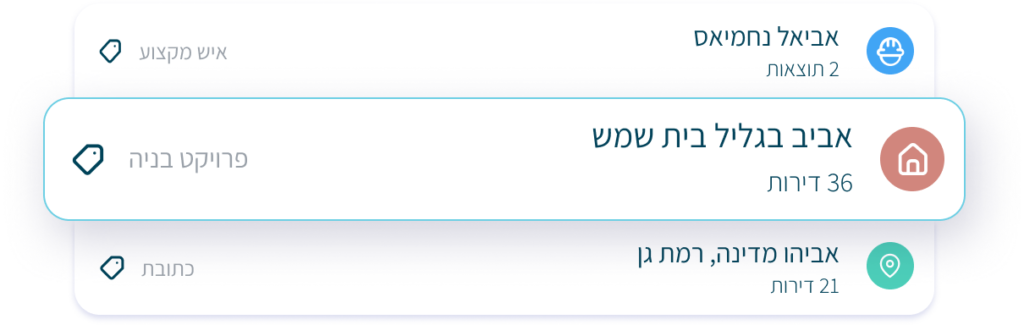 אביאל נחמיאס
איש מקצוע
2 תוצאות
אביב בגליל בית שמש
פרויקט בניה
36 דירות
אביהו מדינה, רמת גן
כתובת
21 דירות